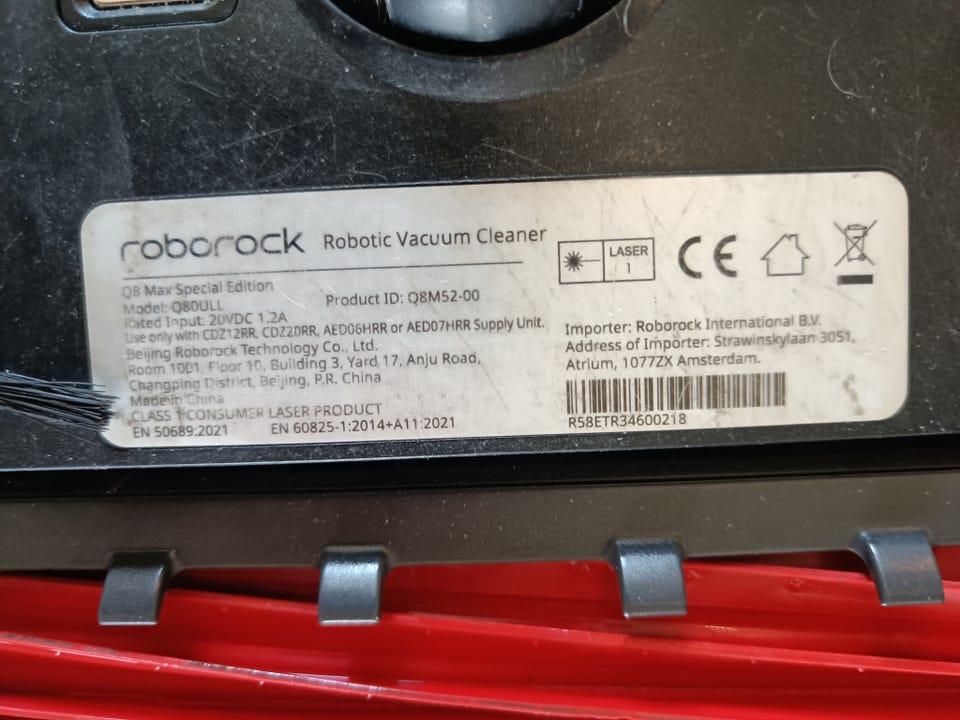 roborock Robotic Vacuum Cleaner
Q8 Max Special Edition
Model: Q80ULL
Product ID: Q8M52-00
Rated Input: 20VDC 1.2A
Use only with CDZ12RR, CDZ20RR, AED06HRR or AED07HRR Supply Unit.
Beijing Roborock Technology Co., Ltd.
Room 1001, Floor 10, Building 3, Yard 17, Anju Road,
Changping District, Beijing, P.R. China
Made in China
CLASS 1 CONSUMER LASER PRODUCT
EN 50689:2021 EN 60825-1:2014+A11:2021
LASER
1
CE
Importer: Roborock International B.V.
Address of Importer: Strawinskylaan 3051,
Atrium, 1077ZX Amsterdam.
R58ETR34600218